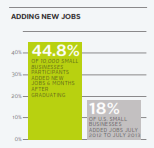 ADDING NEW JOBS
40%
30%
20%
10%
0%
44.8%
OF 10,000 SMALL
BUSINESSES
PARTICIPANTS
ADDED NEW
JOBS 6 MONTHS
AFTER
GRADUATING
18%
OF U.S. SMALL
BUSINESSES
ADDED JOBS JULY
2012 TO JULY 2013